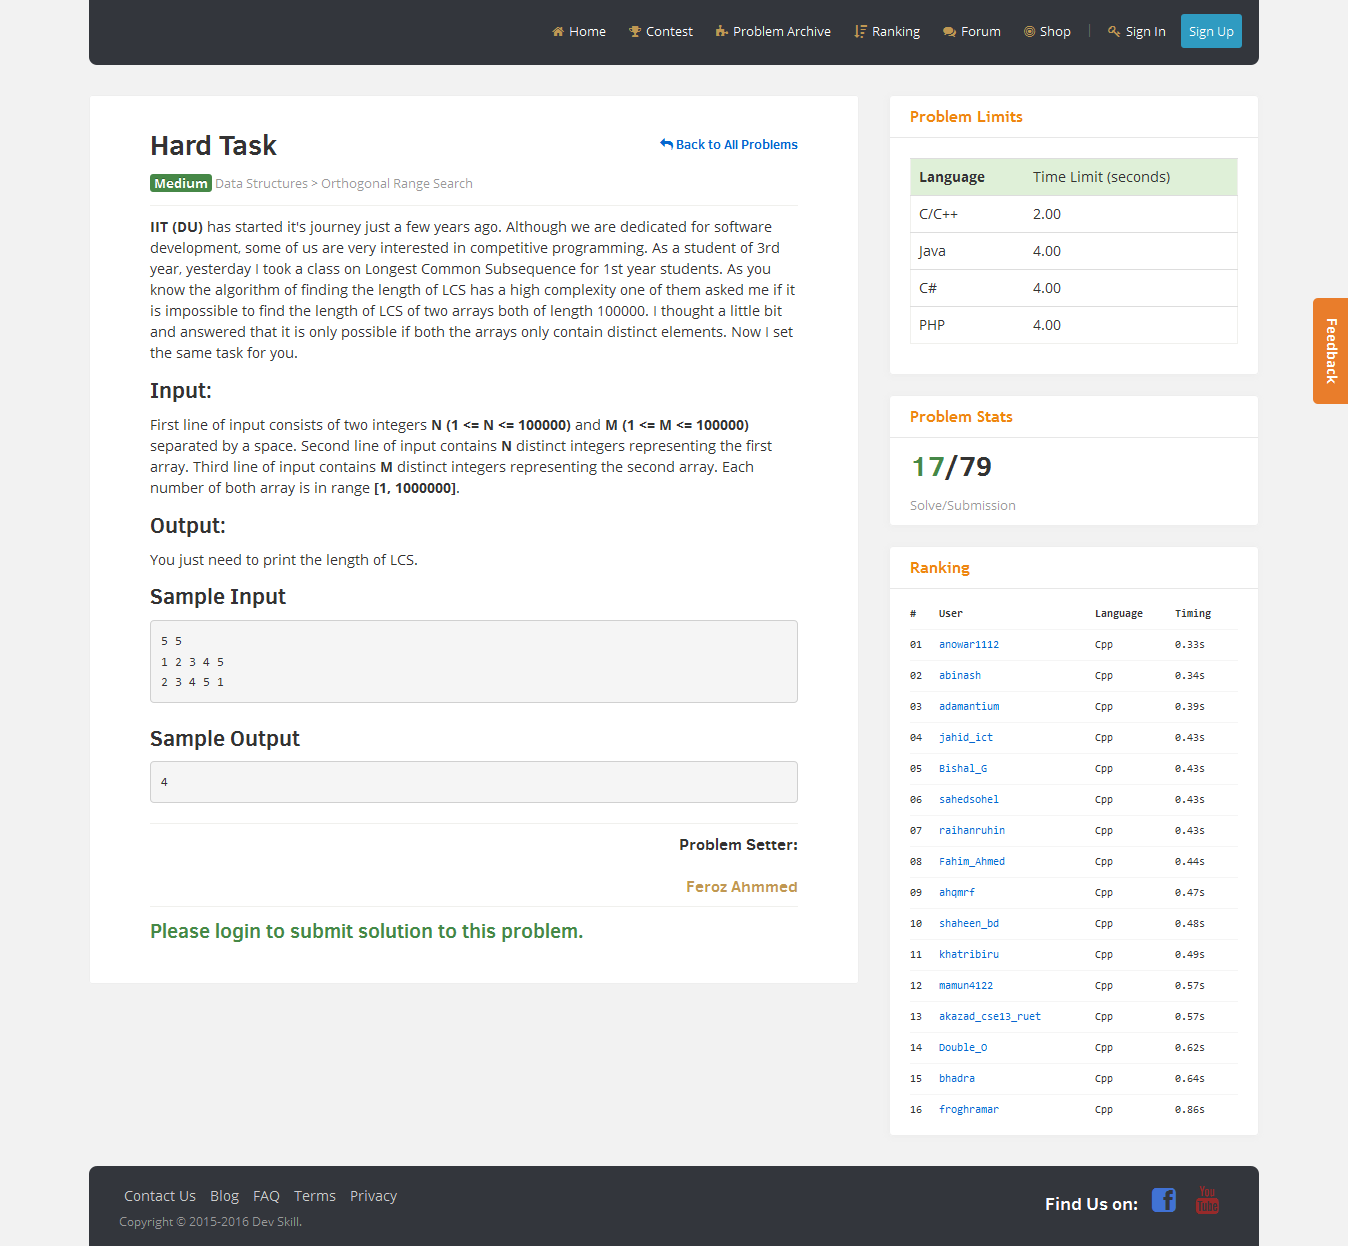 Home Contest Problem Archive Ranking Forum Shop | Sign In Sign Up
Hard Task
Back to All Problems
Medium Data Structures > Orthogonal Range Search
IIT (DU) has started it's journey just a few years ago. Although we are dedicated for software
development, some of us are very interested in competitive programming. As a student of 3rd
year, yesterday I took a class on Longest Common Subsequence for 1st year students. As you
know the algorithm of finding the length of LCS has a high complexity one of them asked me if it
is impossible to find the length of LCS of two arrays both of length 100000. I thought a little bit
and answered that it is only possible if both the arrays only contain distinct elements. Now I set
the same task for you.
Input:
First line of input consists of two integers N (1 <= N <= 100000) and M (1 <= M <= 100000)
separated by a space. Second line of input contains N distinct integers representing the first
array. Third line of input contains M distinct integers representing the second array. Each
number of both array is in range [1, 1000000].
Output:
You just need to print the length of LCS.
Sample Input
5 5
1 2 3 4 5
2 3 4 5 1
Sample Output
4
Problem Setter:
Feroz Ahmmed
Please login to submit solution to this problem.
Problem Limits
Language Time Limit (seconds)
C/C++ 2.00
Java 4.00
C# 4.00
PHP 4.00
Problem Stats
17/79
Solve/Submission
Ranking
# User Language Timing
01 anowar1112 Cpp 0.33s
02 abinash Cpp 0.34s
03 adamantium Cpp 0.39s
04 jahid_ict Cpp 0.43s
05 Bishal_G Cpp 0.43s
06 sahedsohel Cpp 0.43s
07 raihanruhin Cpp 0.43s
08 Fahim_Ahmed Cpp 0.44s
09 ahqmrf Cpp 0.47s
10 shaheen_bd Cpp 0.48s
11 khatribiru Cpp 0.49s
12 mamun4122 Cpp 0.57s
13 akazad_cse13_ruet Cpp 0.57s
14 Double_O Cpp 0.62s
15 bhadra Cpp 0.64s
16 froghramar Cpp 0.86s
Feedback
Contact Us Blog FAQ Terms Privacy
Copyright © 2015-2016 Dev Skill.
Find Us on:
You
Tube